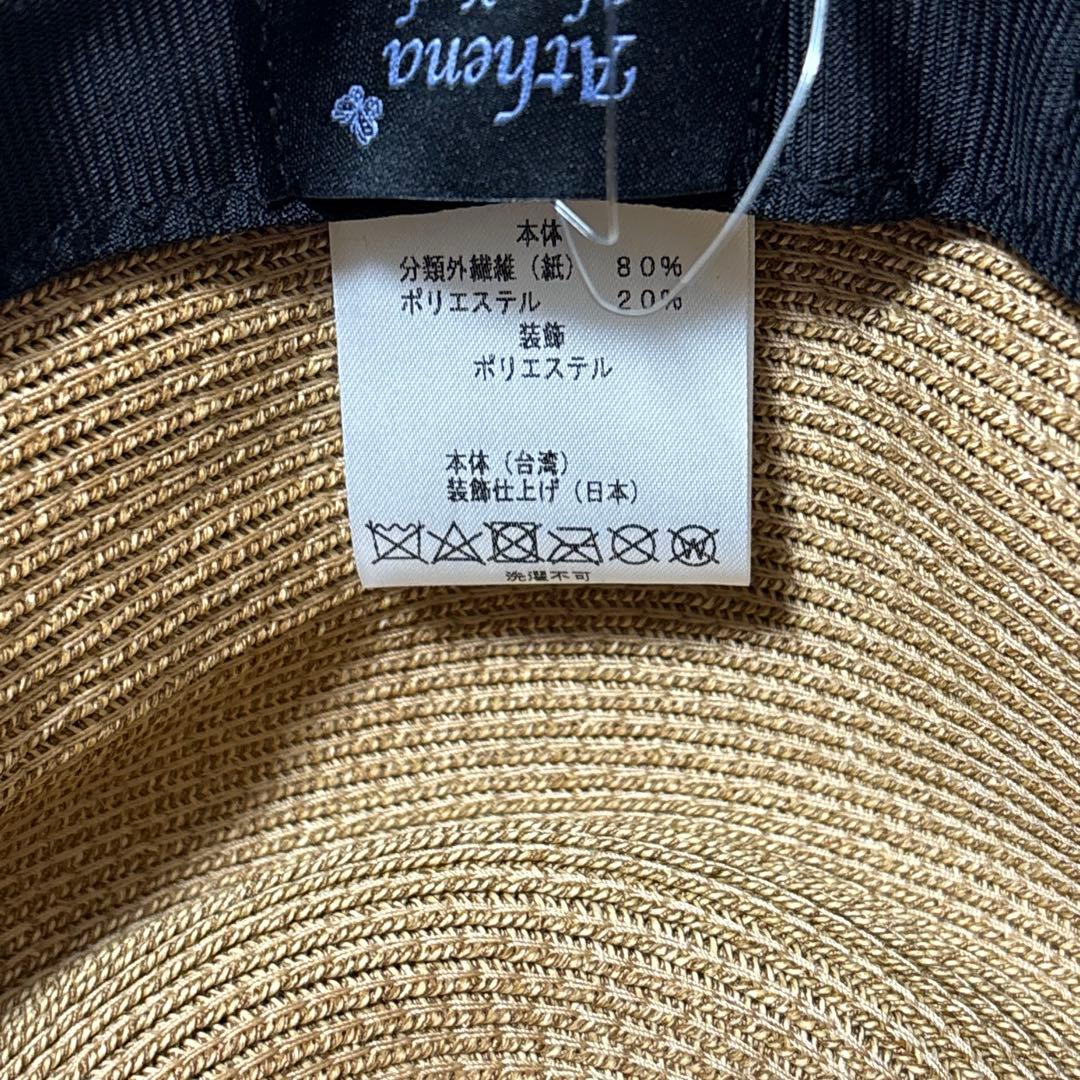 Athena
本体
分類外繊維（紙） 80％
ポリエステル 20％
装飾
ポリエステル
本体（台湾）
装飾仕上げ（日本）
W
洗濯不可